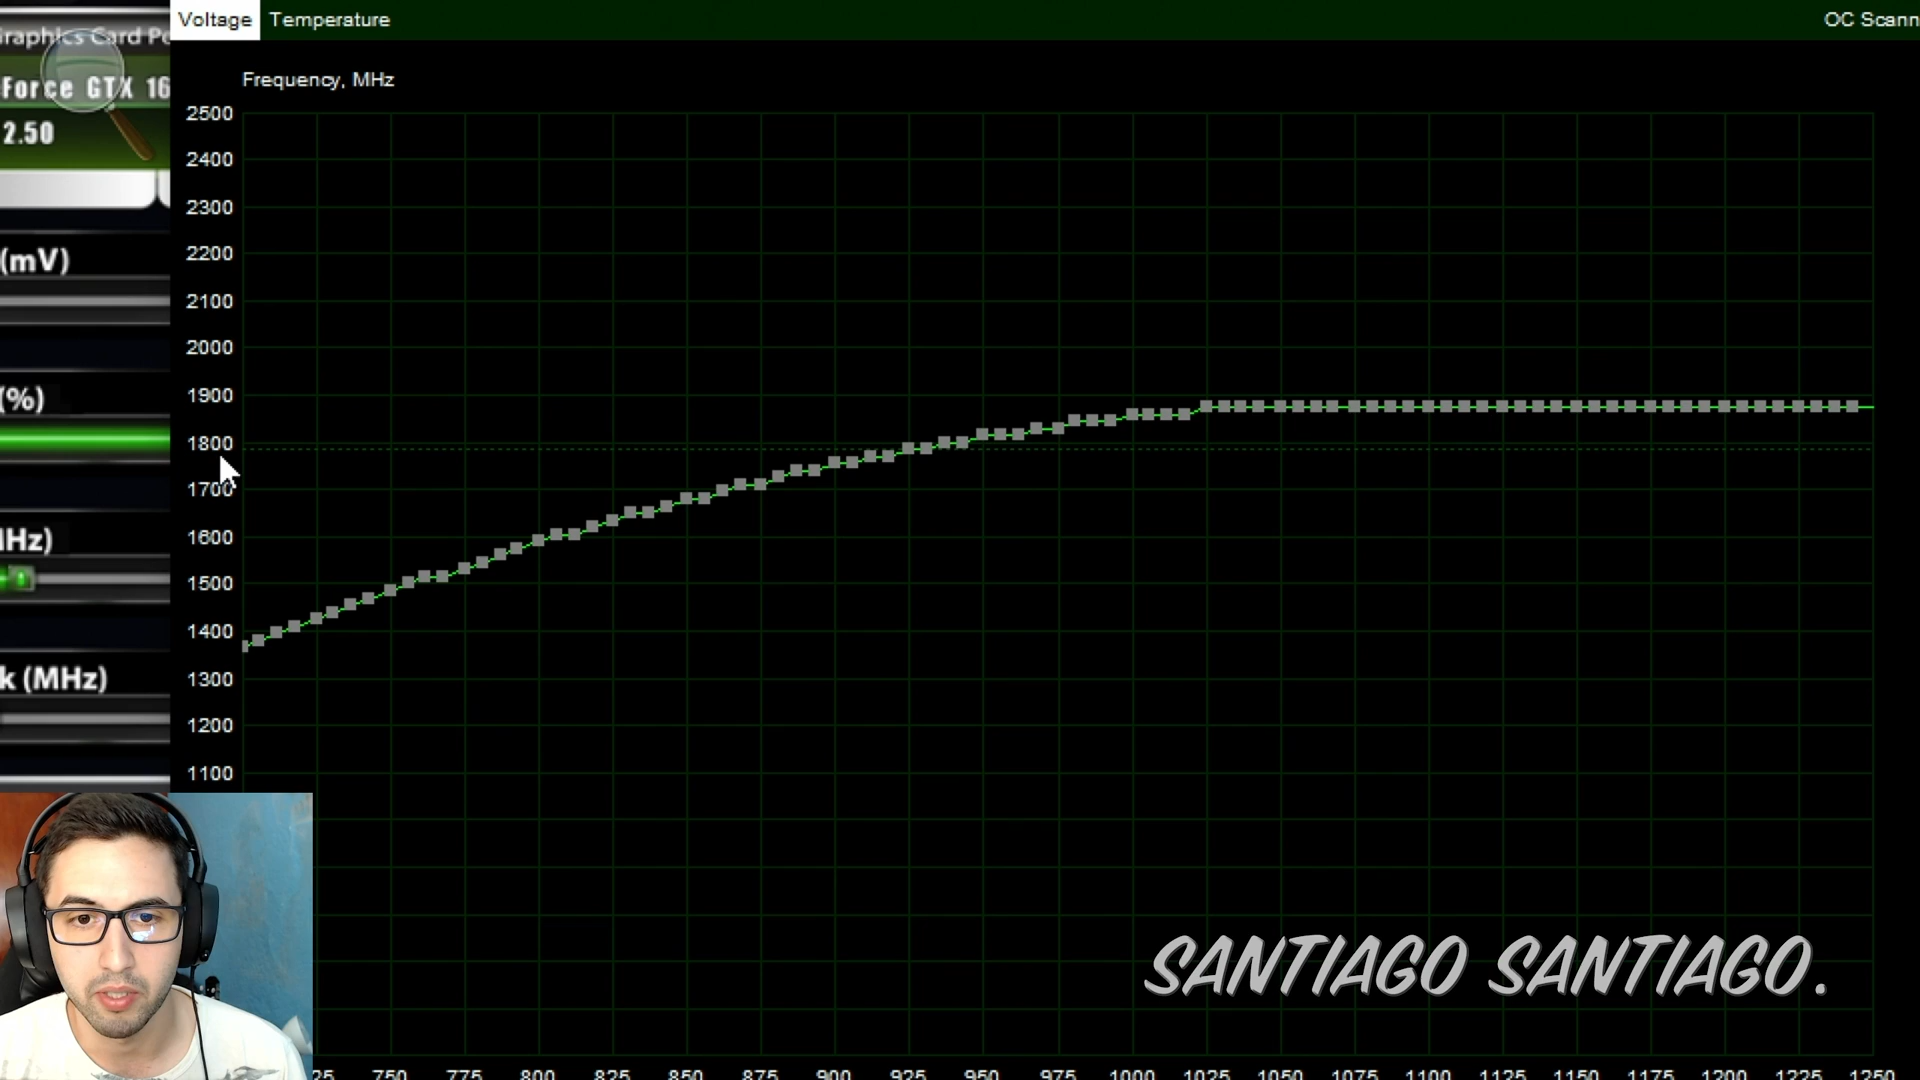 Voltage Temperature OC Scann
raphics Card Po
Force GTX 16
2.50
(mV)
(%)
Hz)
k (MHz)
Frequency, MHz
2500
2400
2300
2200
2100
2000
1900
1800
1700
1600
1500
1400
1300
1200
1100
25 750 775 800 825 850 875 900 925 950 975 1000 1025 1050 1075 1100 1125 1150 1175 1200 1225 1250
SANTIAGO SANTIAGO.